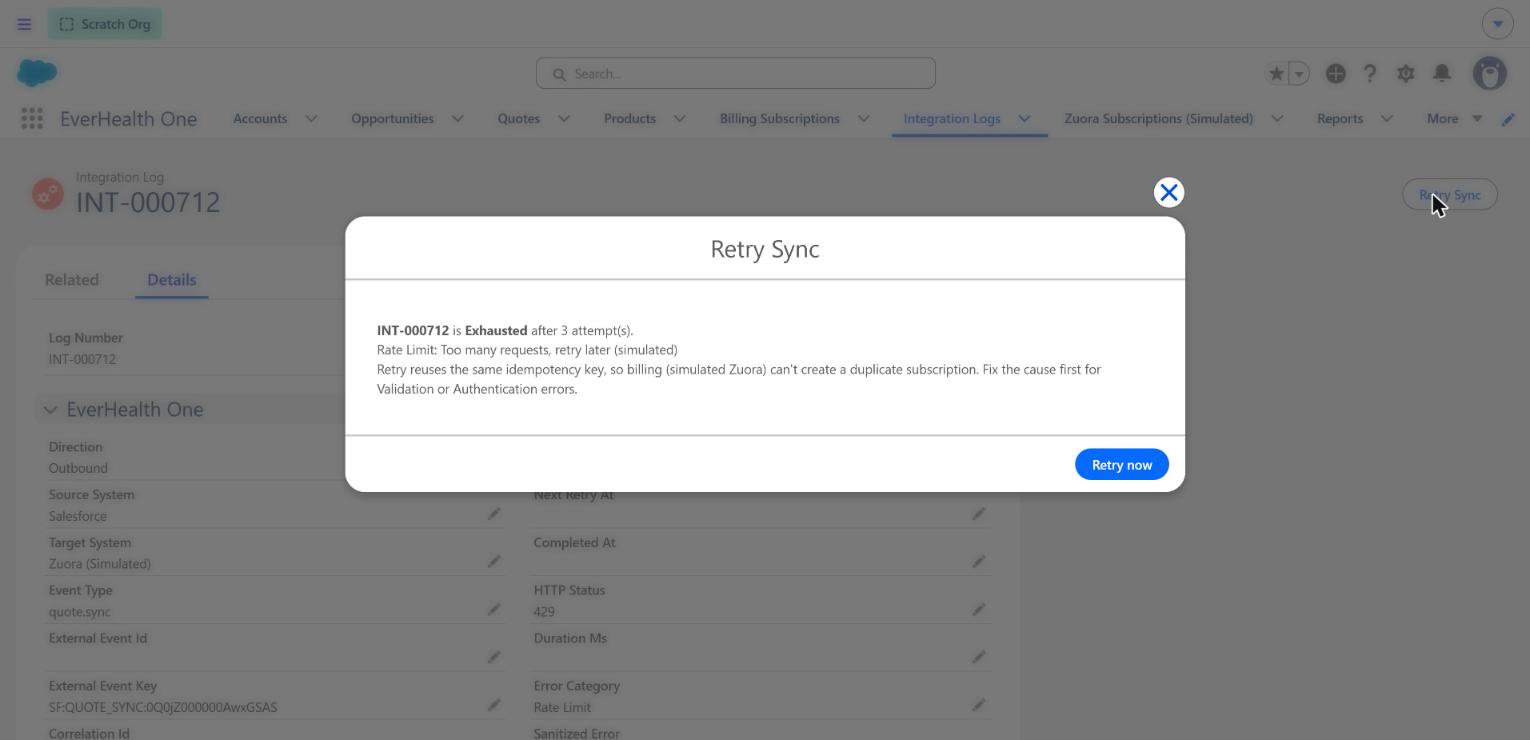 Scratch Org
Search...
EverHealth One
Accounts
Opportunities
Quotes
Products
Billing Subscriptions
Integration Logs
Zuora Subscriptions (Simulated)
Reports
More
Integration Log
INT-000712
Retry Sync
Retry Sync
INT-000712 is Exhausted after 3 attempt(s).
Rate Limit: Too many requests, retry later (simulated)
Retry reuses the same idempotency key, so billing (simulated Zuora) can't create a duplicate subscription. Fix the cause first for
Validation or Authentication errors.
Retry now
Related
Details
Log Number
INT-000712
EverHealth One
Direction
Outbound
Source System
Salesforce
Next Retry At
Target System
Zuora (Simulated)
Completed At
Event Type
quote.sync
HTTP Status
429
External Event Id
Duration Ms
External Event Key
SF:QUOTE_SYNC:0Q0jZ000000AwxGSAS
Error Category
Rate Limit
Correlation Id
Sanitized Error